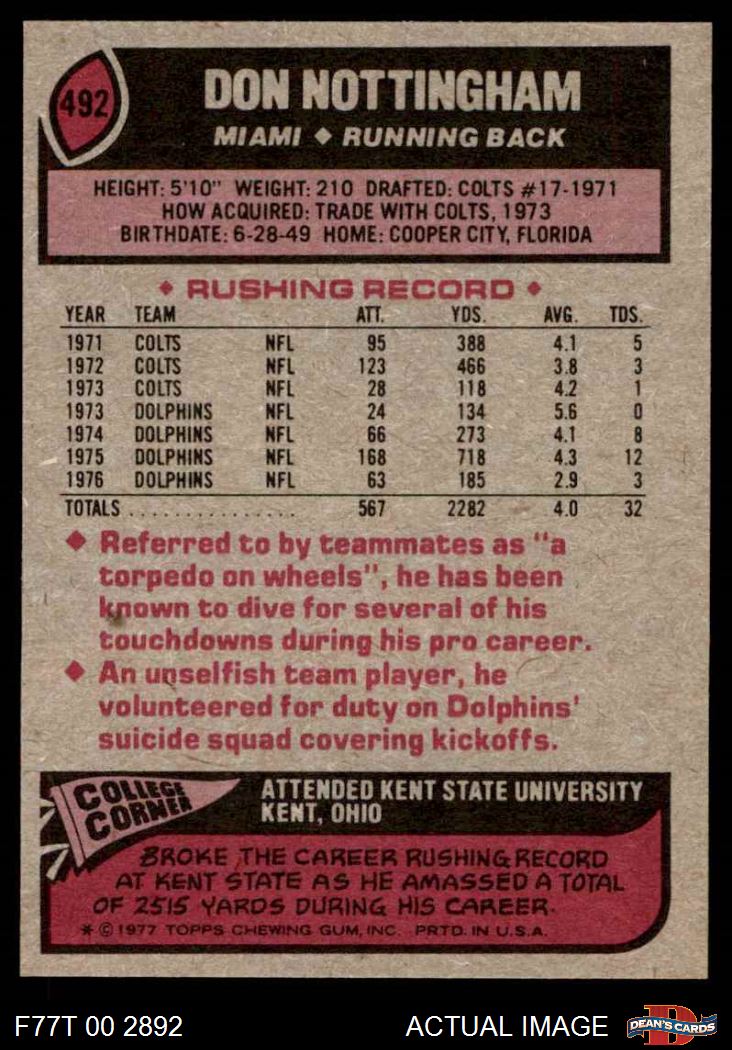 492
DON NOTTINGHAM
MIAMI ◆ RUNNING BACK
HEIGHT: 5'10" WEIGHT: 210 DRAFTED: COLTS #17-1971
HOW ACQUIRED: TRADE WITH COLTS, 1973
BIRTHDATE: 6-28-49 HOME: COOPER CITY, FLORIDA
◆ RUSHING RECORD ◆
YEAR TEAM ATT. YDS. AVG. TDS.
1971 COLTS NFL 95 388 4.1 5
1972 COLTS NFL 123 466 3.8 3
1973 COLTS NFL 28 118 4.2 1
1973 DOLPHINS NFL 24 134 5.6 0
1974 DOLPHINS NFL 66 273 4.1 8
1975 DOLPHINS NFL 168 718 4.3 12
1976 DOLPHINS NFL 63 185 2.9 3
TOTALS . . . . . . . . . . . . . . . 567 2282 4.0 32
◆ Referred to by teammates as "a
torpedo on wheels", he has been
known to dive for several of his
touchdowns during his pro career.
◆ An unselfish team player, he
volunteered for duty on Dolphins'
suicide squad covering kickoffs.
COLLEGE
CORNER
ATTENDED KENT STATE UNIVERSITY
KENT, OHIO
BROKE THE CAREER RUSHING RECORD
AT KENT STATE AS HE AMASSED A TOTAL
OF 2515 YARDS DURING HIS CAREER.
* © 1977 TOPPS CHEWING GUM, INC. PRTD. IN U.S.A.
F77T 00 2892
ACTUAL IMAGE
D
DEAN'S CARDS